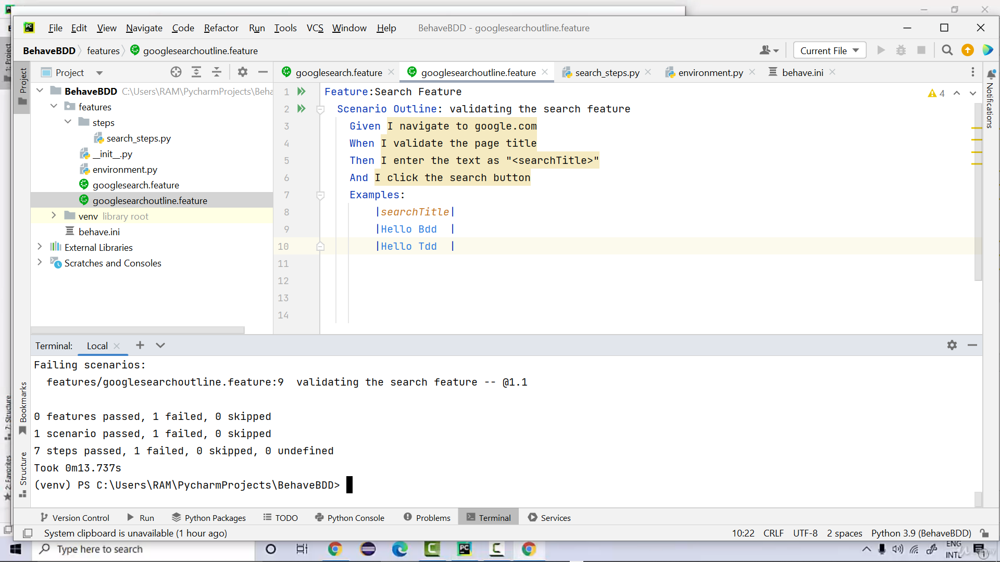 File Edit View Navigate Code Refactor Run Tools VCS Window Help BehaveBDD - googlesearchoutline.feature
BehaveBDD features googlesearchoutline.feature Current File
Project googlesearch.feature googlesearchoutline.feature search_steps.py environment.py behave.ini
BehaveBDD C:\Users\RAM\PycharmProjects\Beha
features
steps
search_steps.py
__init__.py
environment.py
googlesearch.feature
googlesearchoutline.feature
venv library root
behave.ini
External Libraries
Scratches and Consoles
1 Feature:Search Feature
2 Scenario Outline: validating the search feature
3 Given I navigate to google.com
4 When I validate the page title
5 Then I enter the text as "<searchTitle>"
6 And I click the search button
7 Examples:
8 |searchTitle|
9 |Hello Bdd |
10 |Hello Tdd |
11
12
13
14
4
Notifications
Project
1: Project
Bookmarks
Structure
7: Structure
2: Favorites
Terminal: Local
Failing scenarios:
features/googlesearchoutline.feature:9 validating the search feature -- @1.1
0 features passed, 1 failed, 0 skipped
1 scenario passed, 1 failed, 0 skipped
7 steps passed, 1 failed, 0 skipped, 0 undefined
Took 0m13.737s
(venv) PS C:\Users\RAM\PycharmProjects\BehaveBDD>
Version Control Run Python Packages TODO Python Console Problems Terminal Services
System clipboard is unavailable (1 hour ago) 10:22 CRLF UTF-8 2 spaces Python 3.9 (BehaveBDD)
Type here to search ENG
INTL